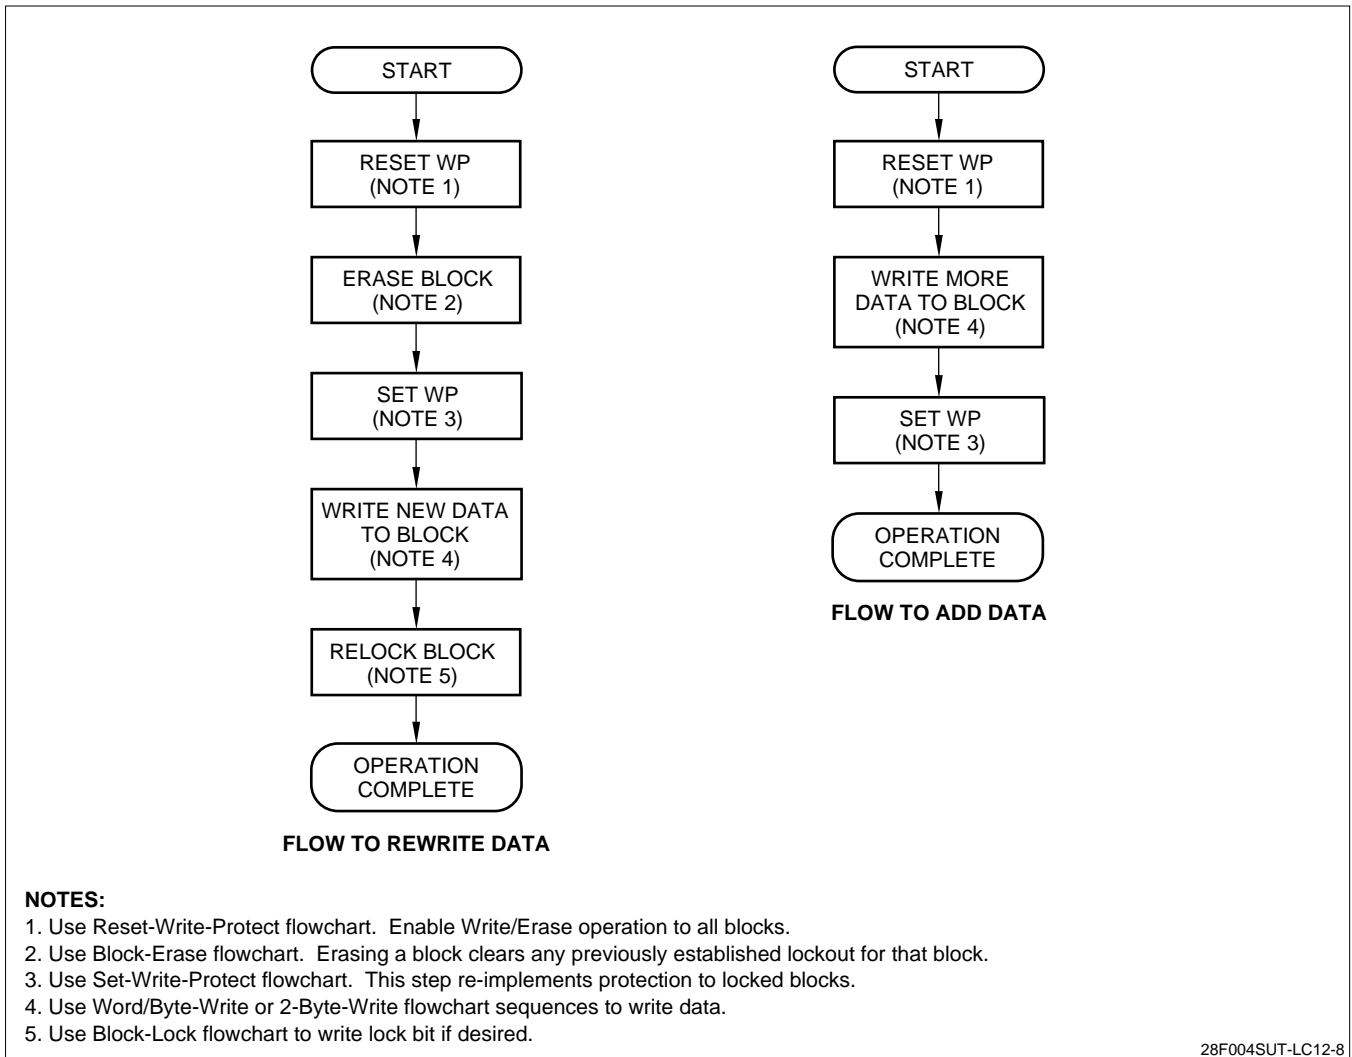 START
RESET WP
(NOTE 1)
ERASE BLOCK
(NOTE 2)
SET WP
(NOTE 3)
WRITE NEW DATA
TO BLOCK
(NOTE 4)
RELOCK BLOCK
(NOTE 5)
OPERATION
COMPLETE
FLOW TO REWRITE DATA
START
RESET WP
(NOTE 1)
WRITE MORE
DATA TO BLOCK
(NOTE 4)
SET WP
(NOTE 3)
OPERATION
COMPLETE
FLOW TO ADD DATA
NOTES:
1. Use Reset-Write-Protect flowchart.  Enable Write/Erase operation to all blocks.
2. Use Block-Erase flowchart.  Erasing a block clears any previously established lockout for that block.
3. Use Set-Write-Protect flowchart.  This step re-implements protection to locked blocks.
4. Use Word/Byte-Write or 2-Byte-Write flowchart sequences to write data.
5. Use Block-Lock flowchart to write lock bit if desired.
28F004SUT-LC12-8